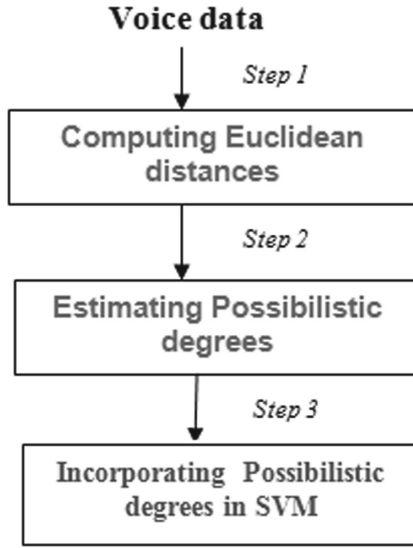 Voice data
Step 1
Computing Euclidean
distances
Step 2
Estimating Possibilistic
degrees
Step 3
Incorporating Possibilistic
degrees in SVM